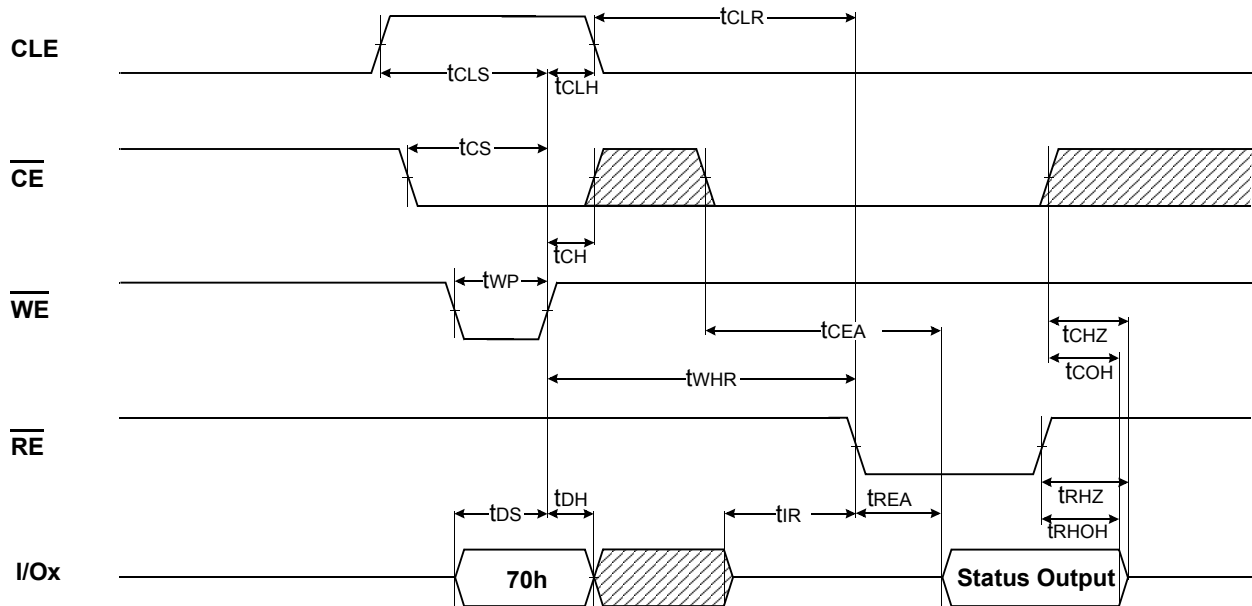 tCLR
CLE
tCLS
tCLH
tCS
CE
tCH
tWP
WE
tCEA
tCHZ
tCOH
tWHR
RE
tDH
tRHZ
tDS
tIR
tREA
tRHOH
I/Ox
70h
Status Output